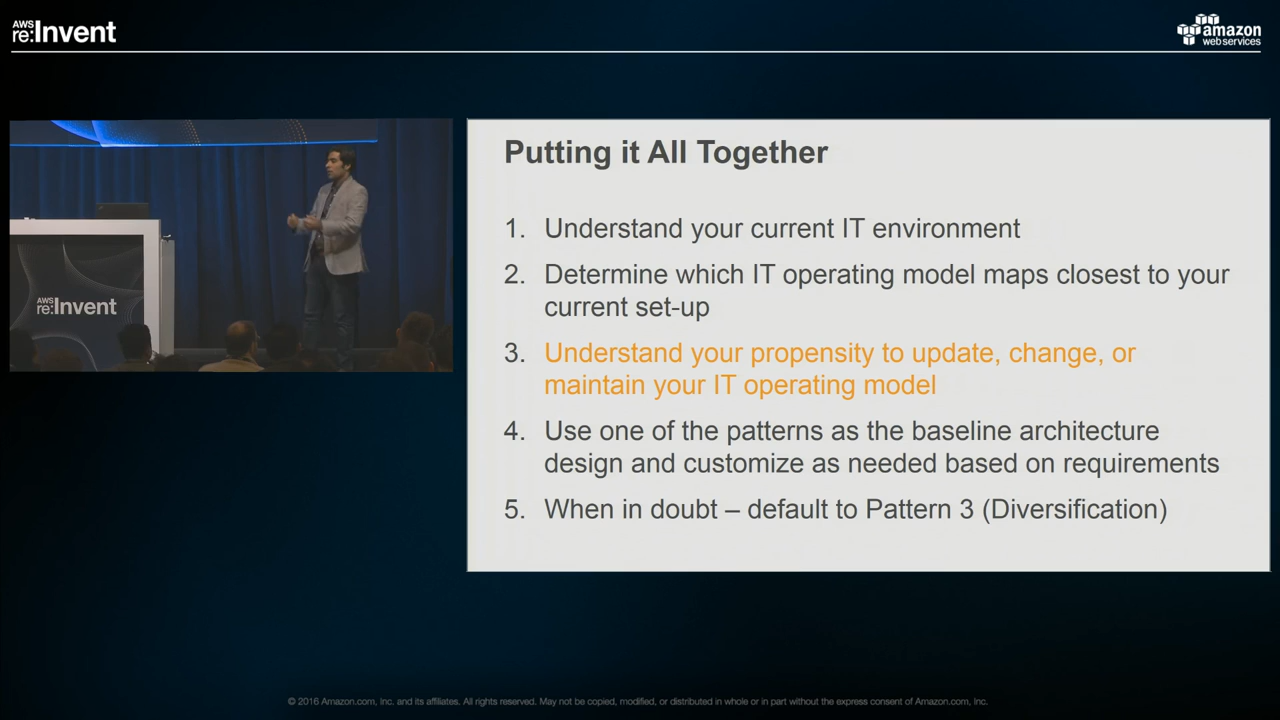 AWS
re:Invent
amazon
webservices
Putting it All Together
1. Understand your current IT environment
2. Determine which IT operating model maps closest to your
current set-up
3. Understand your propensity to update, change, or
maintain your IT operating model
4. Use one of the patterns as the baseline architecture
design and customize as needed based on requirements
5. When in doubt – default to Pattern 3 (Diversification)
AWS
re:Invent
© 2016 Amazon.com, Inc. and its affiliates. All rights reserved. May not be copied, modified, or distributed in whole or in part without the express consent of Amazon.com, Inc.